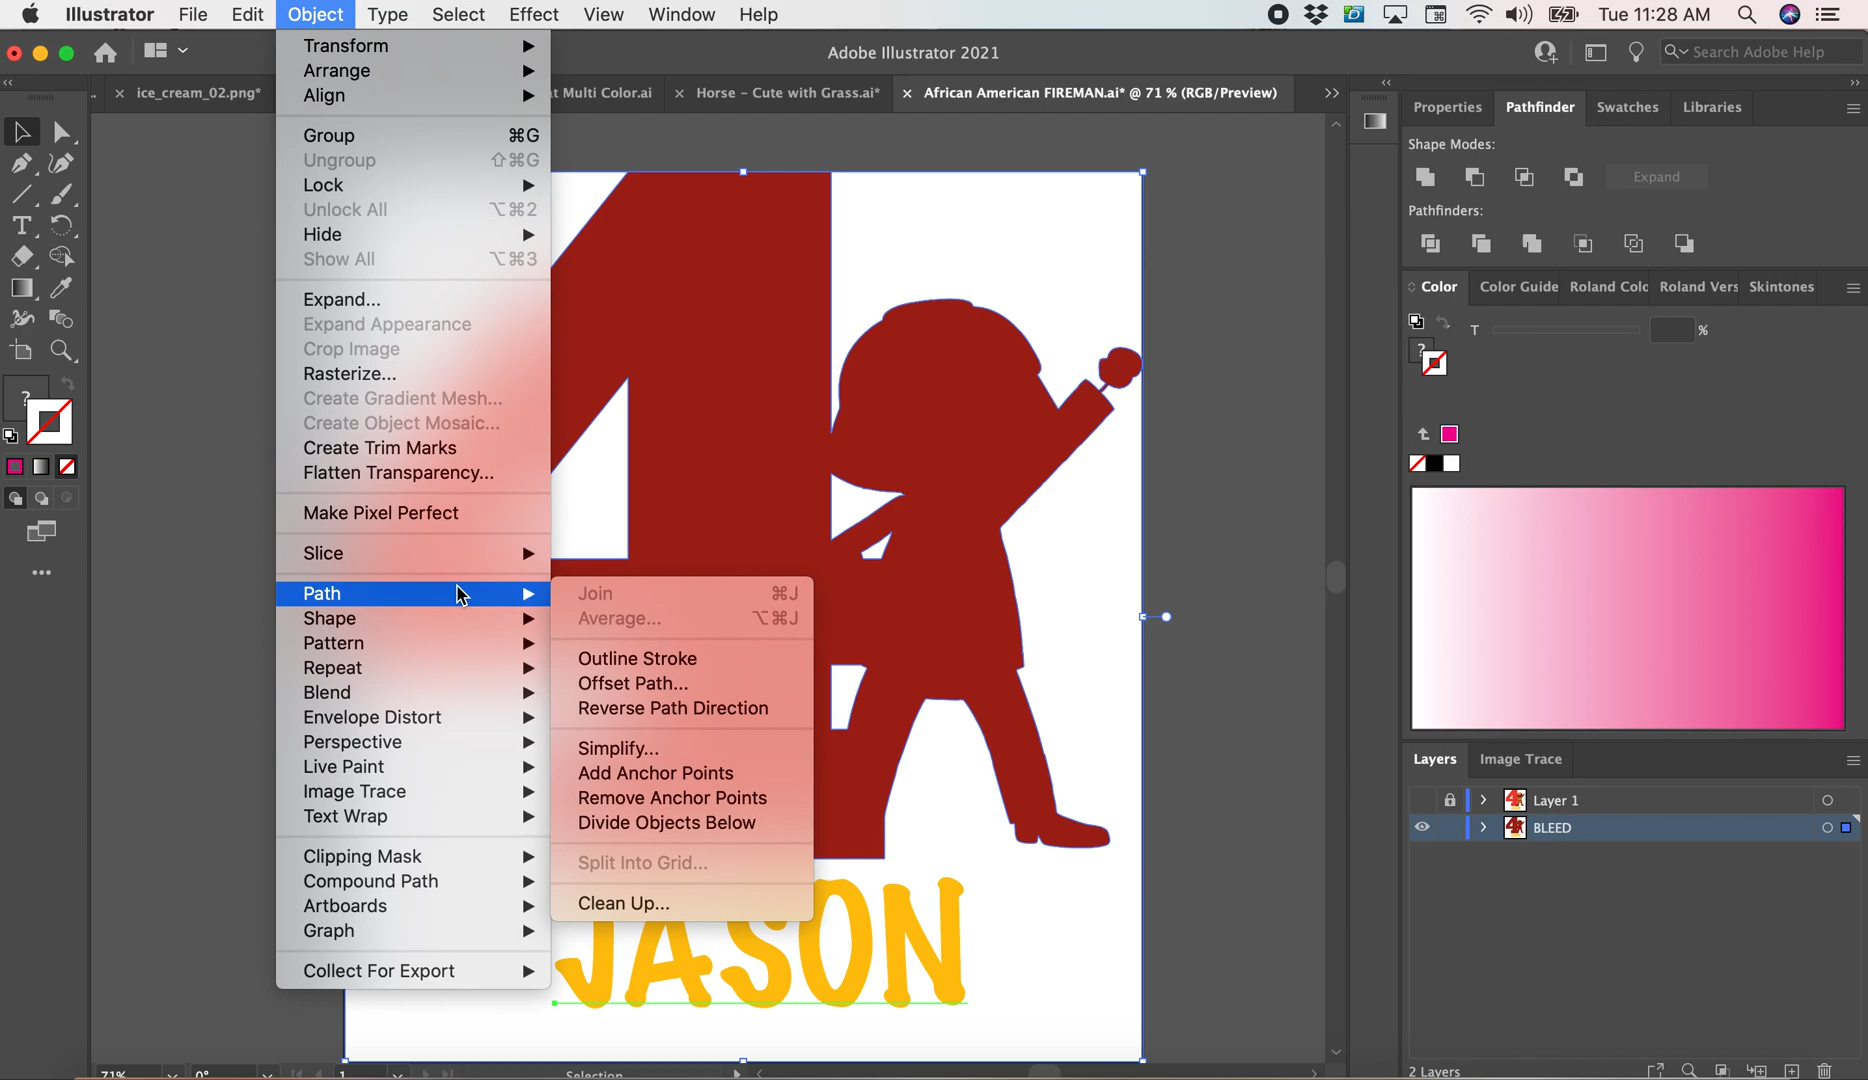 Illustrator File Edit Object Type Select Effect View Window Help Tue 11:28 AM
Adobe Illustrator 2021 Search Adobe Help
ice_cream_02.png* t Multi Color.ai Horse - Cute with Grass.ai* African American FIREMAN.ai* @ 71 % (RGB/Preview)
Transform
Arrange
Align
Group ⌘G
Ungroup ⇧⌘G
Lock
Unlock All ⌥⌘2
Hide
Show All ⌥⌘3
Expand...
Expand Appearance
Crop Image
Rasterize...
Create Gradient Mesh...
Create Object Mosaic...
Create Trim Marks
Flatten Transparency...
Make Pixel Perfect
Slice
Path
Shape
Pattern
Repeat
Blend
Envelope Distort
Perspective
Live Paint
Image Trace
Text Wrap
Clipping Mask
Compound Path
Artboards
Graph
Collect For Export
Join ⌘J
Average... ⌥⌘J
Outline Stroke
Offset Path...
Reverse Path Direction
Simplify...
Add Anchor Points
Remove Anchor Points
Divide Objects Below
Split Into Grid...
Clean Up...
4
JASON
Properties Pathfinder Swatches Libraries
Shape Modes:
Expand
Pathfinders:
Color Color Guide Roland Colo Roland Vers Skintones
T %
?
?
Layers Image Trace
Layer 1
BLEED
2 Layers
71% 0° 1 Selection